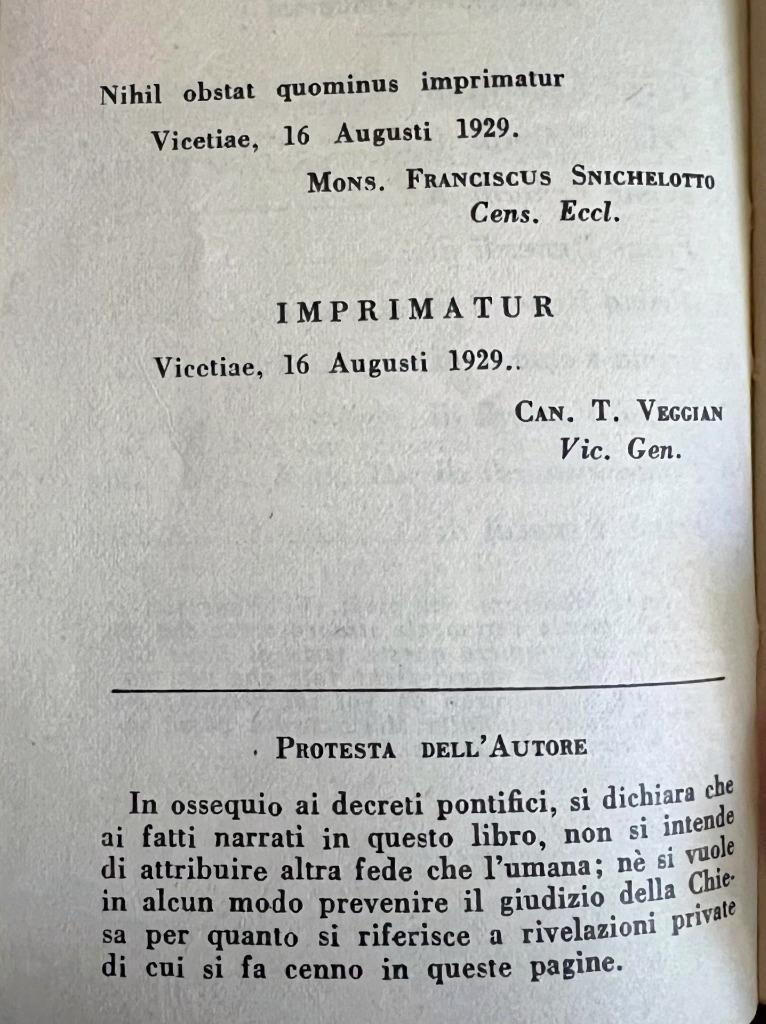 Nihil obstat quominus imprimatur
Vicetiae, 16 Augusti 1929.
Mons. Franciscus Snichelotto
Cens. Eccl.
IMPRIMATUR
Vicetiae, 16 Augusti 1929..
Can. T. Veggian
Vic. Gen.
Protesta dell'Autore
In ossequio ai decreti pontifici, si dichiara che
ai fatti narrati in questo libro, non si intende
di attribuire altra fede che l'umana; nè si vuole
in alcun modo prevenire il giudizio della Chie-
sa per quanto si riferisce a rivelazioni private
di cui si fa cenno in queste pagine.